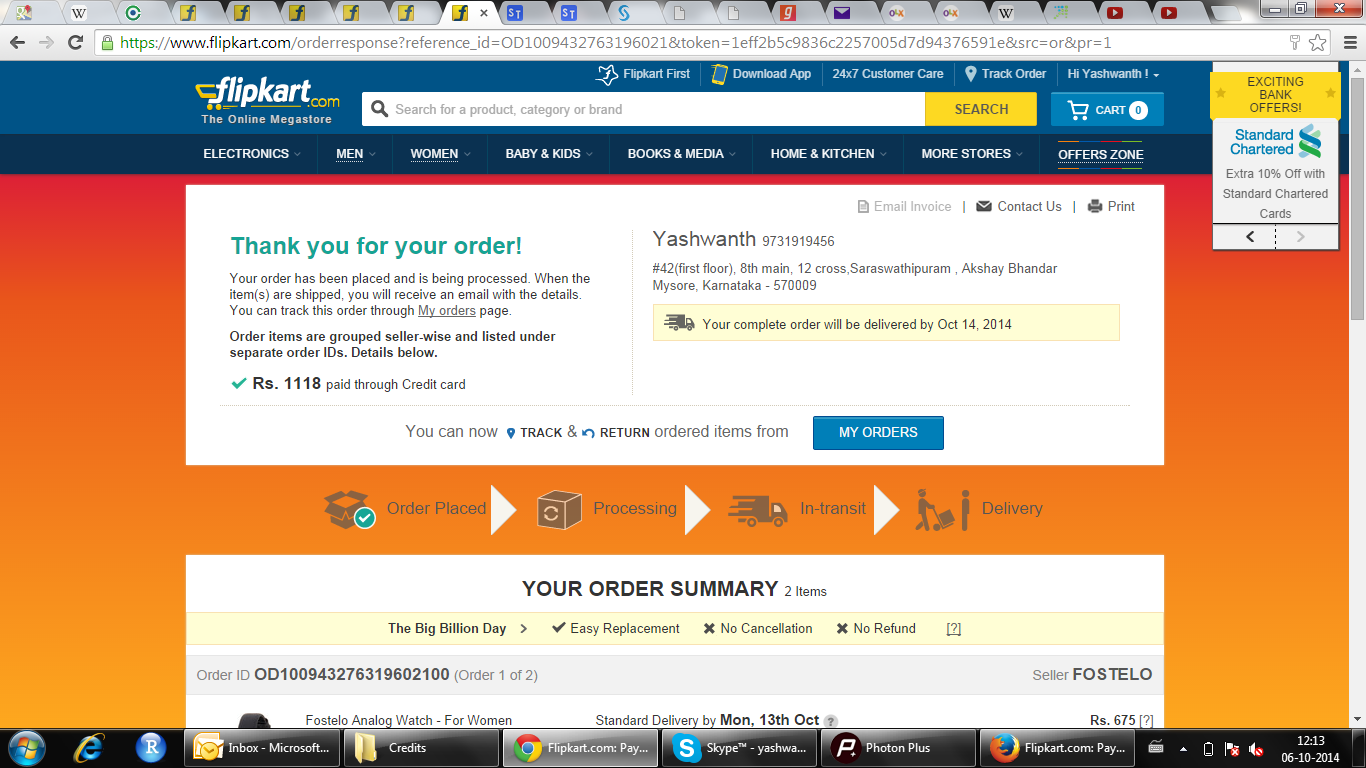 https://www.flipkart.com/orderresponse?reference_id=OD1009432763196021&token=1eff2b5c9836c2257005d7d94376591e&src=or&pr=1
Flipkart First
Download App
24x7 Customer Care
Track Order
Hi Yashwanth !
flipkart.com
The Online Megastore
Search for a product, category or brand
SEARCH
CART 0
ELECTRONICS
MEN
WOMEN
BABY & KIDS
BOOKS & MEDIA
HOME & KITCHEN
MORE STORES
OFFERS ZONE
EXCITING
BANK
OFFERS!
Standard
Chartered
Extra 10% Off with
Standard Chartered
Cards
Email Invoice | Contact Us | Print
Thank you for your order!
Your order has been placed and is being processed. When the
item(s) are shipped, you will receive an email with the details.
You can track this order through My orders page.
Order items are grouped seller-wise and listed under
separate order IDs. Details below.
Rs. 1118 paid through Credit card
Yashwanth 9731919456
#42(first floor), 8th main, 12 cross,Saraswathipuram , Akshay Bhandar
Mysore, Karnataka - 570009
Your complete order will be delivered by Oct 14, 2014
You can now TRACK & RETURN ordered items from
MY ORDERS
Order Placed
Processing
In-transit
Delivery
YOUR ORDER SUMMARY 2 Items
The Big Billion Day
Easy Replacement
No Cancellation
No Refund
[?]
Order ID OD100943276319602100 (Order 1 of 2)
Seller FOSTELO
Fostelo Analog Watch - For Women
Standard Delivery by Mon, 13th Oct ?
Rs. 675 [?]
Inbox - Microsoft...
Credits
Flipkart.com: Pay...
Skype™ - yashwa...
Photon Plus
Flipkart.com: Pay...
12:13
06-10-2014